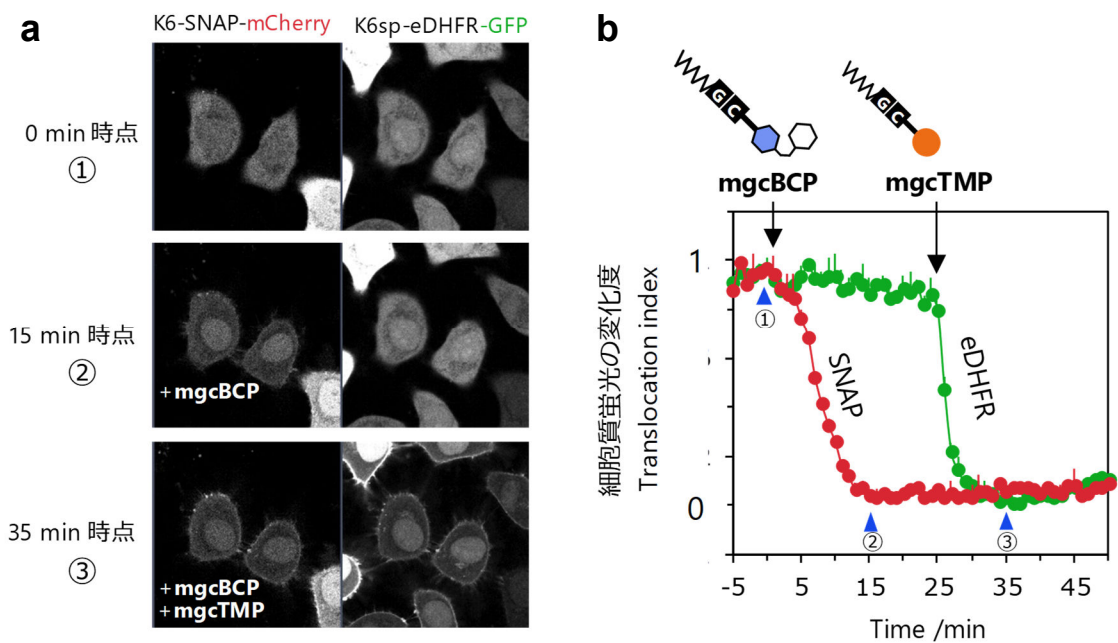 a
K6-SNAP-mCherry
K6sp-eDHFR-GFP
0 min 時点
①
15 min 時点
②
+mgcBCP
35 min 時点
③
+mgcBCP
+mgcTMP
b
G C
G C
mgcBCP
mgcTMP
細胞質蛍光の変化度
Translocation index
1
0
SNAP
eDHFR
①
②
③
-5
5
15
25
35
45
Time /min